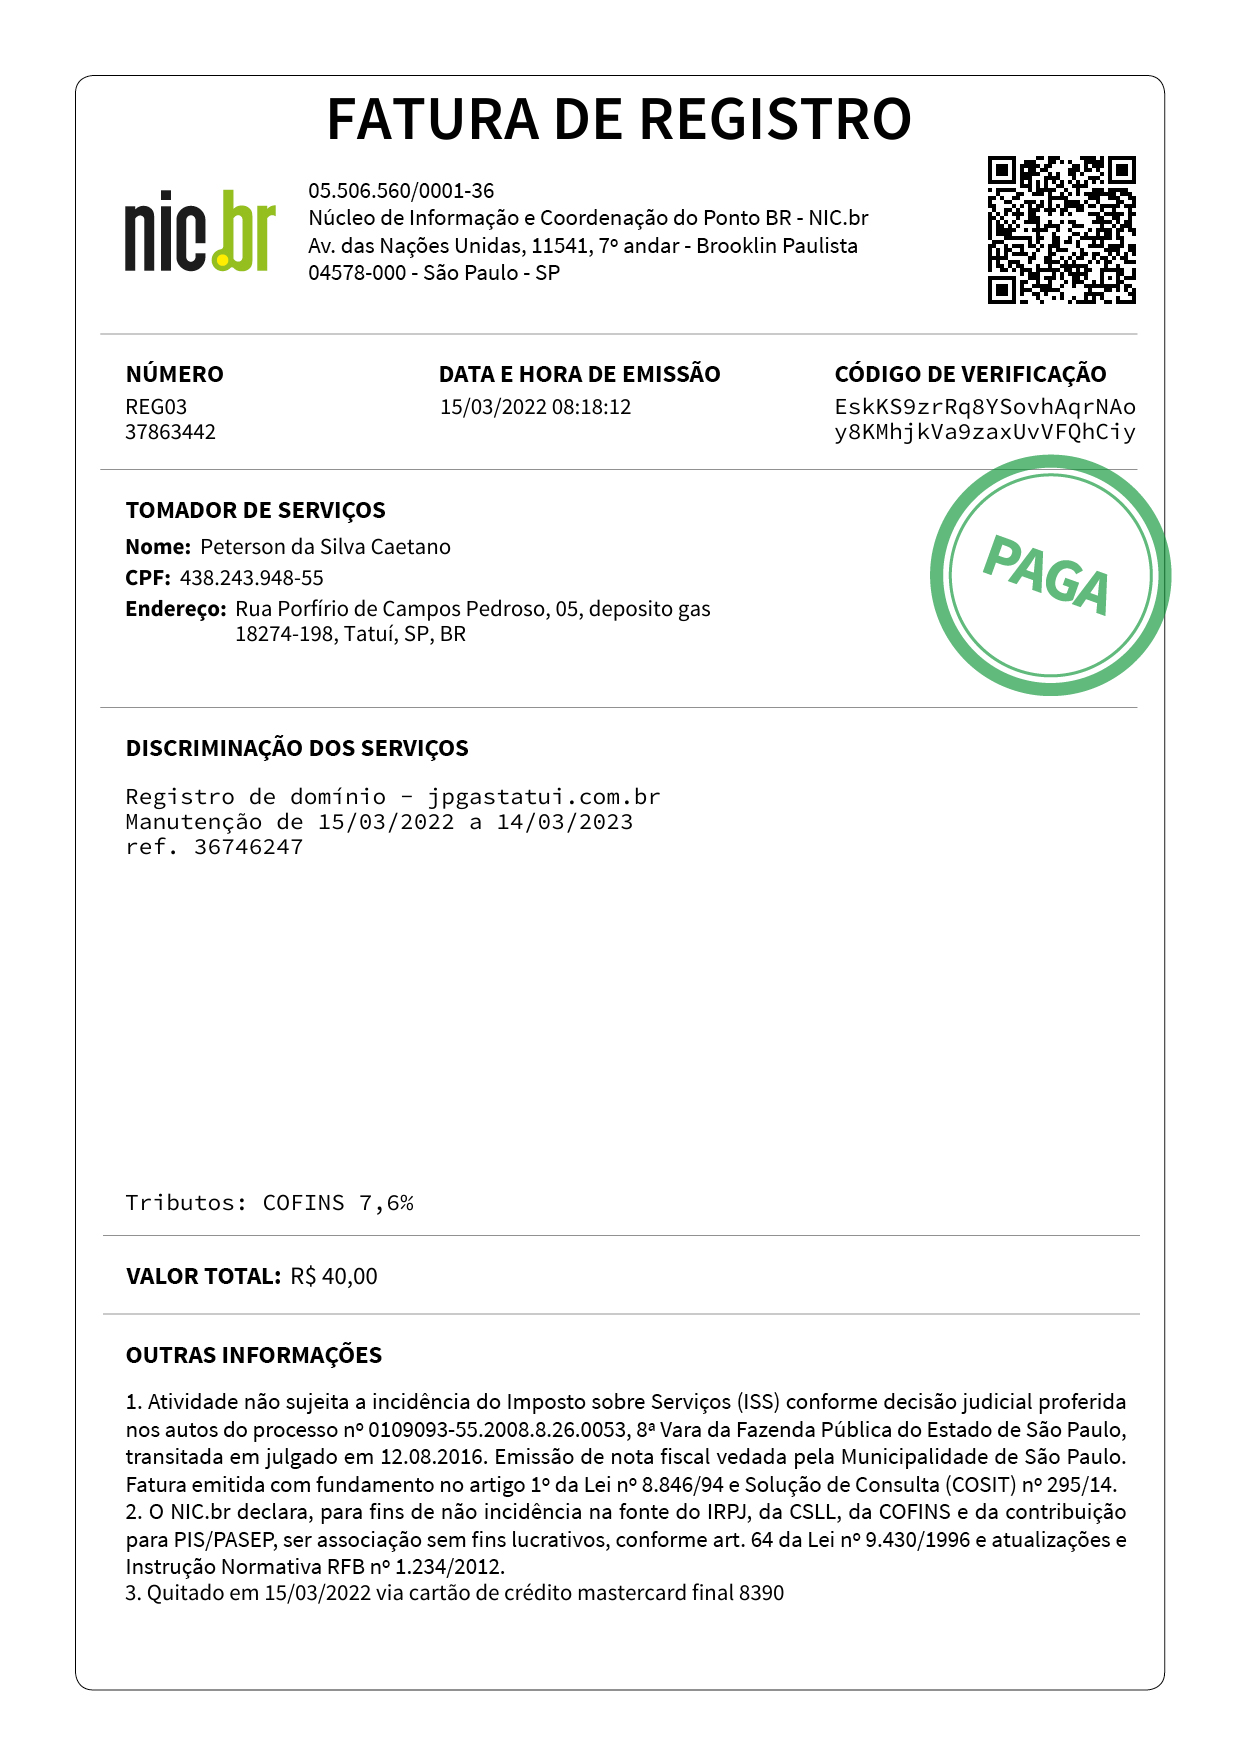 FATURA DE REGISTRO
nic.br
05.506.560/0001-36
Núcleo de Informação e Coordenação do Ponto BR - NIC.br
Av. das Nações Unidas, 11541, 7º andar - Brooklin Paulista
04578-000 - São Paulo - SP
NÚMERO
REG03
37863442
DATA E HORA DE EMISSÃO
15/03/2022 08:18:12
CÓDIGO DE VERIFICAÇÃO
EskKS9zrRq8YSovhAqrNAo
y8KMhjkVa9zaxUvVFQhCiy
TOMADOR DE SERVIÇOS
Nome: Peterson da Silva Caetano
CPF: 438.243.948-55
Endereço: Rua Porfírio de Campos Pedroso, 05, deposito gas
18274-198, Tatuí, SP, BR
PAGA
DISCRIMINAÇÃO DOS SERVIÇOS
Registro de domínio - jpgastatui.com.br
Manutenção de 15/03/2022 a 14/03/2023
ref. 36746247
Tributos: COFINS 7,6%
VALOR TOTAL: R$ 40,00
OUTRAS INFORMAÇÕES
1. Atividade não sujeita a incidência do Imposto sobre Serviços (ISS) conforme decisão judicial proferida
nos autos do processo nº 0109093-55.2008.8.26.0053, 8ª Vara da Fazenda Pública do Estado de São Paulo,
transitada em julgado em 12.08.2016. Emissão de nota fiscal vedada pela Municipalidade de São Paulo.
Fatura emitida com fundamento no artigo 1º da Lei nº 8.846/94 e Solução de Consulta (COSIT) nº 295/14.
2. O NIC.br declara, para fins de não incidência na fonte do IRPJ, da CSLL, da COFINS e da contribuição
para PIS/PASEP, ser associação sem fins lucrativos, conforme art. 64 da Lei nº 9.430/1996 e atualizações e
Instrução Normativa RFB nº 1.234/2012.
3. Quitado em 15/03/2022 via cartão de crédito mastercard final 8390